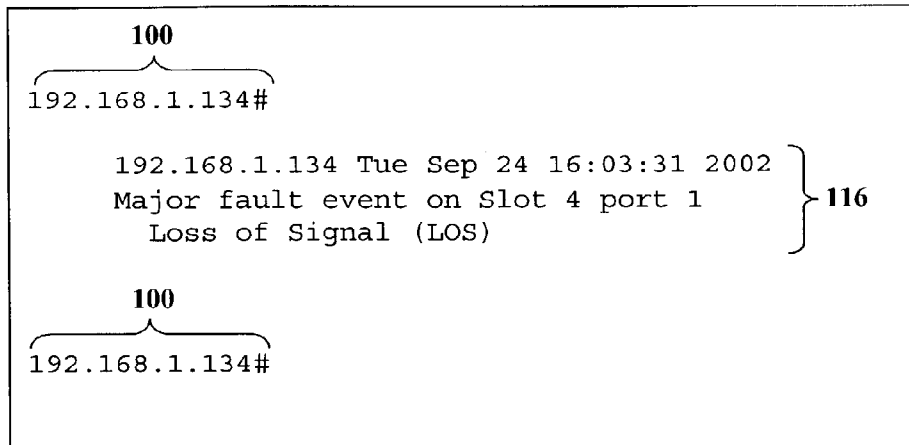 100
192.168.1.134#
192.168.1.134 Tue Sep 24 16:03:31 2002
Major fault event on Slot 4 port 1
Loss of Signal (LOS)
116
100
192.168.1.134#